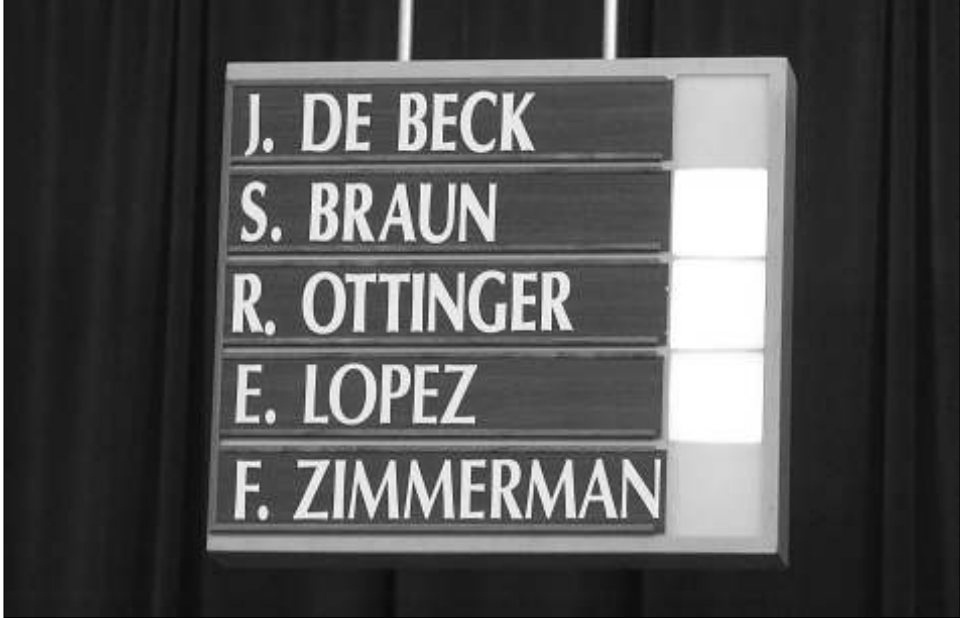 J. DE BECK
S. BRAUN
R. OTTINGER
E. LOPEZ
F. ZIMMERMAN